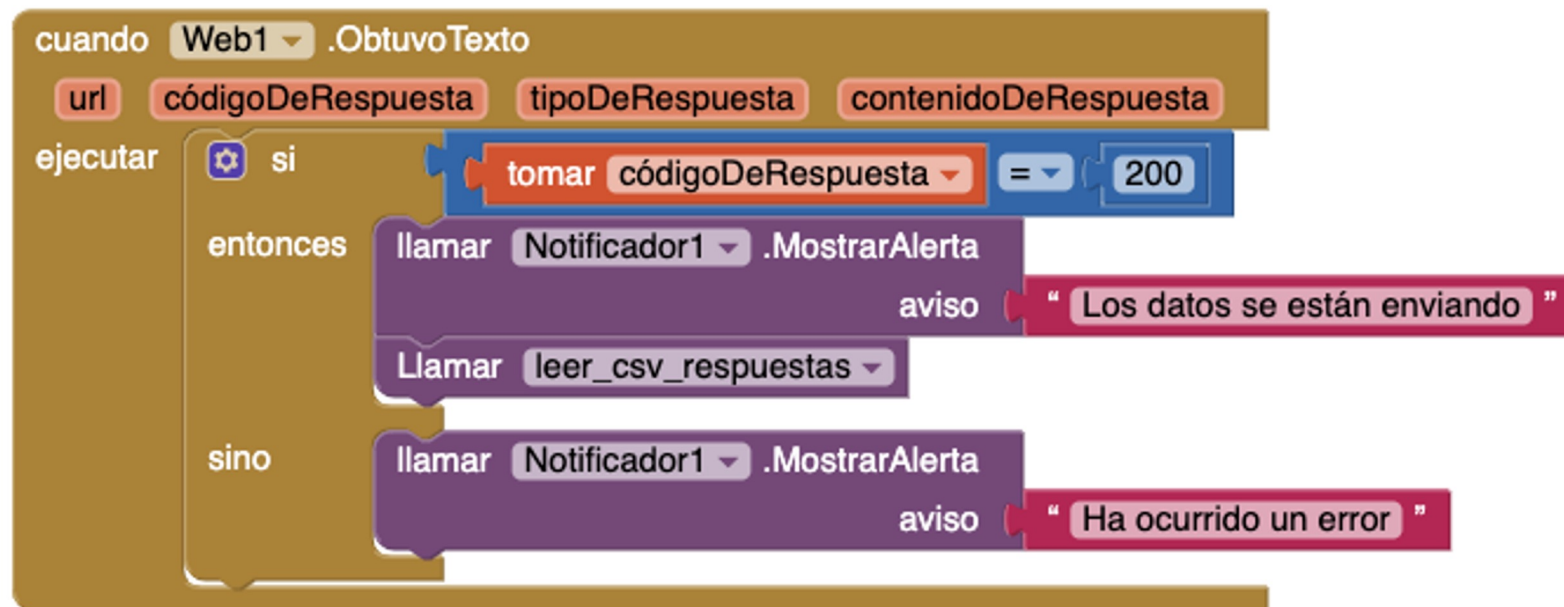 cuando Web1 .ObtuvoTexto
url códigoDeRespuesta tipoDeRespuesta contenidoDeRespuesta
ejecutar si tomar códigoDeRespuesta = 200
entonces llamar Notificador1 .MostrarAlerta
aviso “ Los datos se están enviando ”
Llamar leer_csv_respuestas
sino llamar Notificador1 .MostrarAlerta
aviso “ Ha ocurrido un error ”